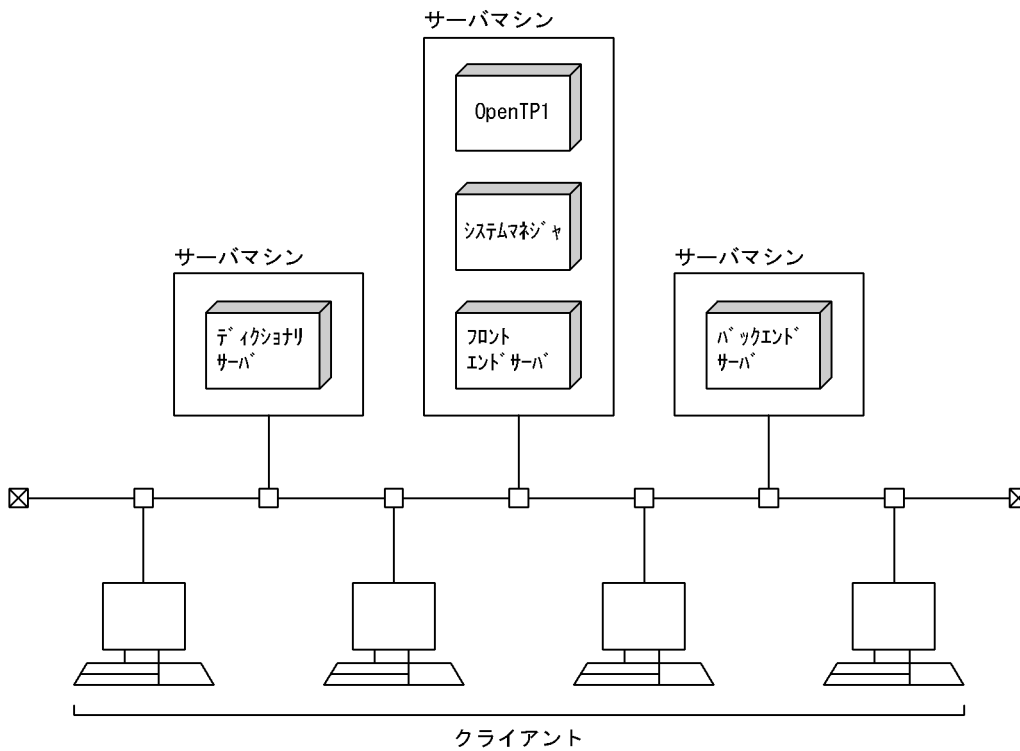 サーバマシン
OpenTP1
ｼｽﾃﾑﾏﾈｼﾞｬ
サーバマシン
ﾃﾞｨｸｼｮﾅﾘ
ｻｰﾊﾞ
ﾌﾛﾝﾄ
ｴﾝﾄﾞｻｰﾊﾞ
サーバマシン
ﾊﾞｯｸｴﾝﾄﾞ
ｻｰﾊﾞ
クライアント